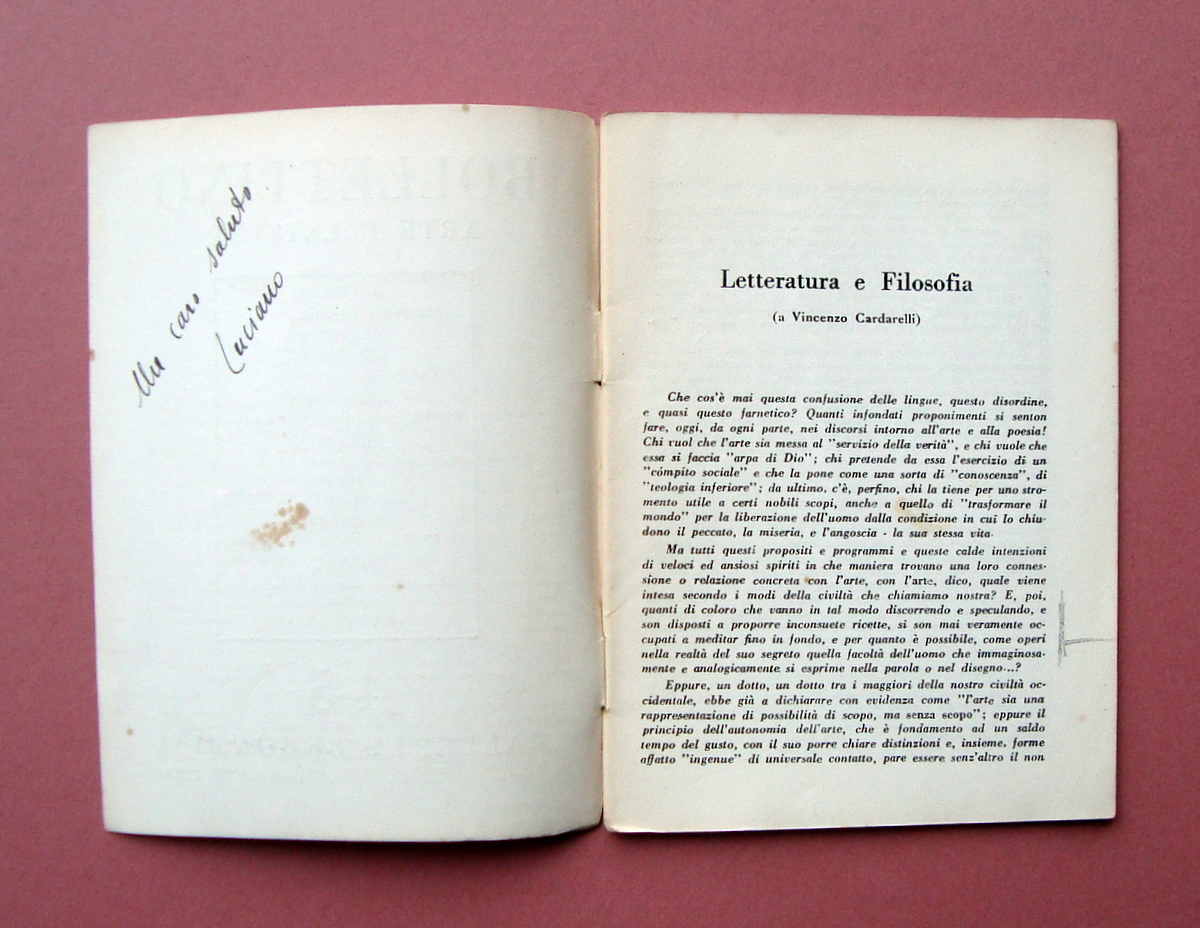 Un caro saluto
Luciano
Letteratura e Filosofia
(a Vincenzo Cardarelli)
Che cos'è mai questa confusione delle lingue, questo disordine,
e quasi questo farnetico? Quanti infondati proponimenti si senton
fare, oggi, da ogni parte, nei discorsi intorno all'arte e alla poesia!
Chi vuol che l'arte sia messa al "servizio della verità", e chi vuole che
essa si faccia "arpa di Dio"; chi pretende da essa l'esercizio di un
"cómpito sociale" e che la pone come una sorta di "conoscenza", di
"teologia inferiore"; da ultimo, c'è, perfino, chi la tiene per uno stro-
mento utile a certi nobili scopi, anche a quello di "trasformare il
mondo" per la liberazione dell'uomo dalla condizione in cui lo chiu-
dono il peccato, la miseria, e l'angoscia - la sua stessa vita.
Ma tutti questi propositi e programmi e queste calde intenzioni
di veloci ed ansiosi spiriti in che maniera trovano una loro connes-
sione o relazione concreta con l'arte, con l'arte, dico, quale viene
intesa secondo i modi della civiltà che chiamiamo nostra? E, poi,
quanti di coloro che vanno in tal modo discorrendo e speculando, e
son disposti a proporre inconsuete ricette, si son mai veramente oc-
cupati a meditar fino in fondo, e per quanto è possibile, come operi
nella realtà del suo segreto quella facoltà dell'uomo che immaginosa-
mente e analogicamente si esprime nella parola o nel disegno...?
Eppure, un dotto, un dotto tra i maggiori della nostra civiltà oc-
cidentale, ebbe già a dichiarare con evidenza come "l'arte sia una
rappresentazione di possibilità di scopo, ma senza scopo"; eppure il
principio dell'autonomia dell'arte, che è fondamento ad un saldo
tempo del gusto, con il suo porre chiare distinzioni e, insieme, forme
affatto "ingenue" di universale contatto, pare essere senz'altro il non